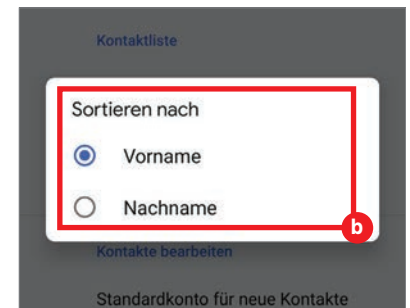 Kontaktliste
Sortieren nach
Vorname
Nachname
b
Kontakte bearbeiten
Standardkonto für neue Kontakte